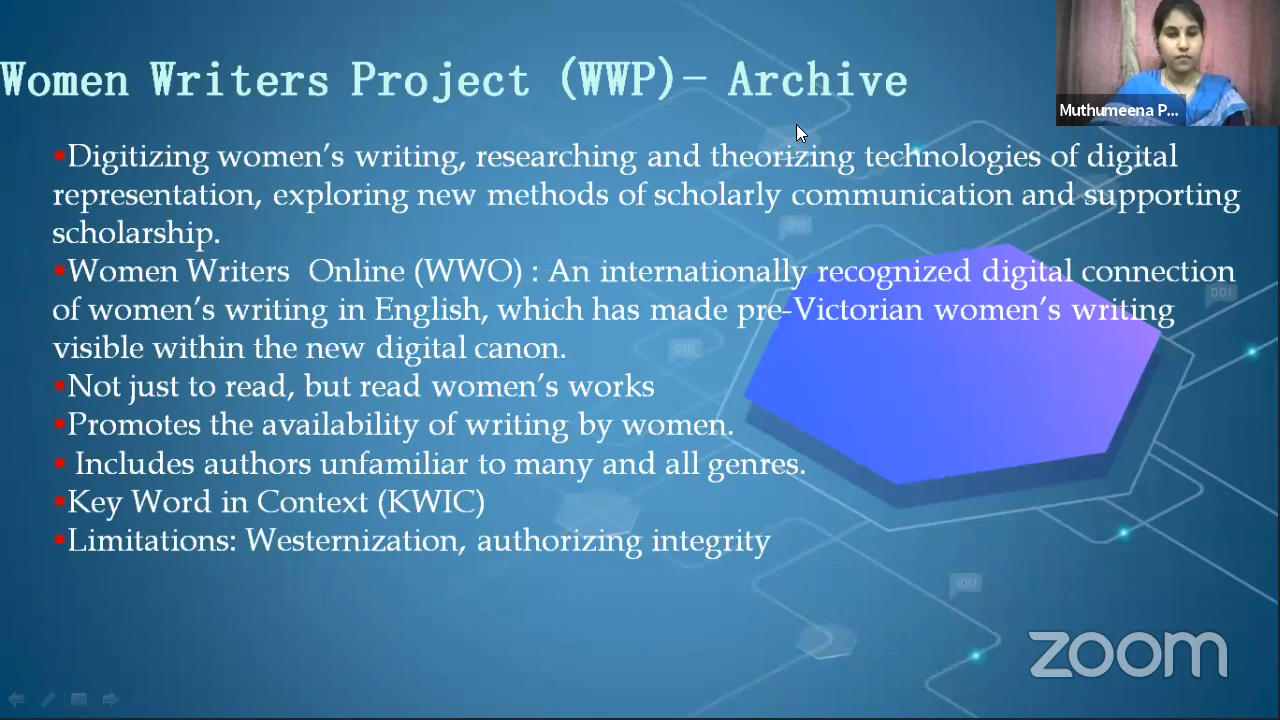 Women Writers Project (WWP)- Archive
Muthumeena P...
▪Digitizing women’s writing, researching and theorizing technologies of digital
representation, exploring new methods of scholarly communication and supporting
scholarship.
▪Women Writers Online (WWO) : An internationally recognized digital connection
of women’s writing in English, which has made pre-Victorian women’s writing
visible within the new digital canon.
▪Not just to read, but read women’s works
▪Promotes the availability of writing by women.
▪ Includes authors unfamiliar to many and all genres.
▪Key Word in Context (KWIC)
▪Limitations: Westernization, authorizing integrity
001
010
zoom